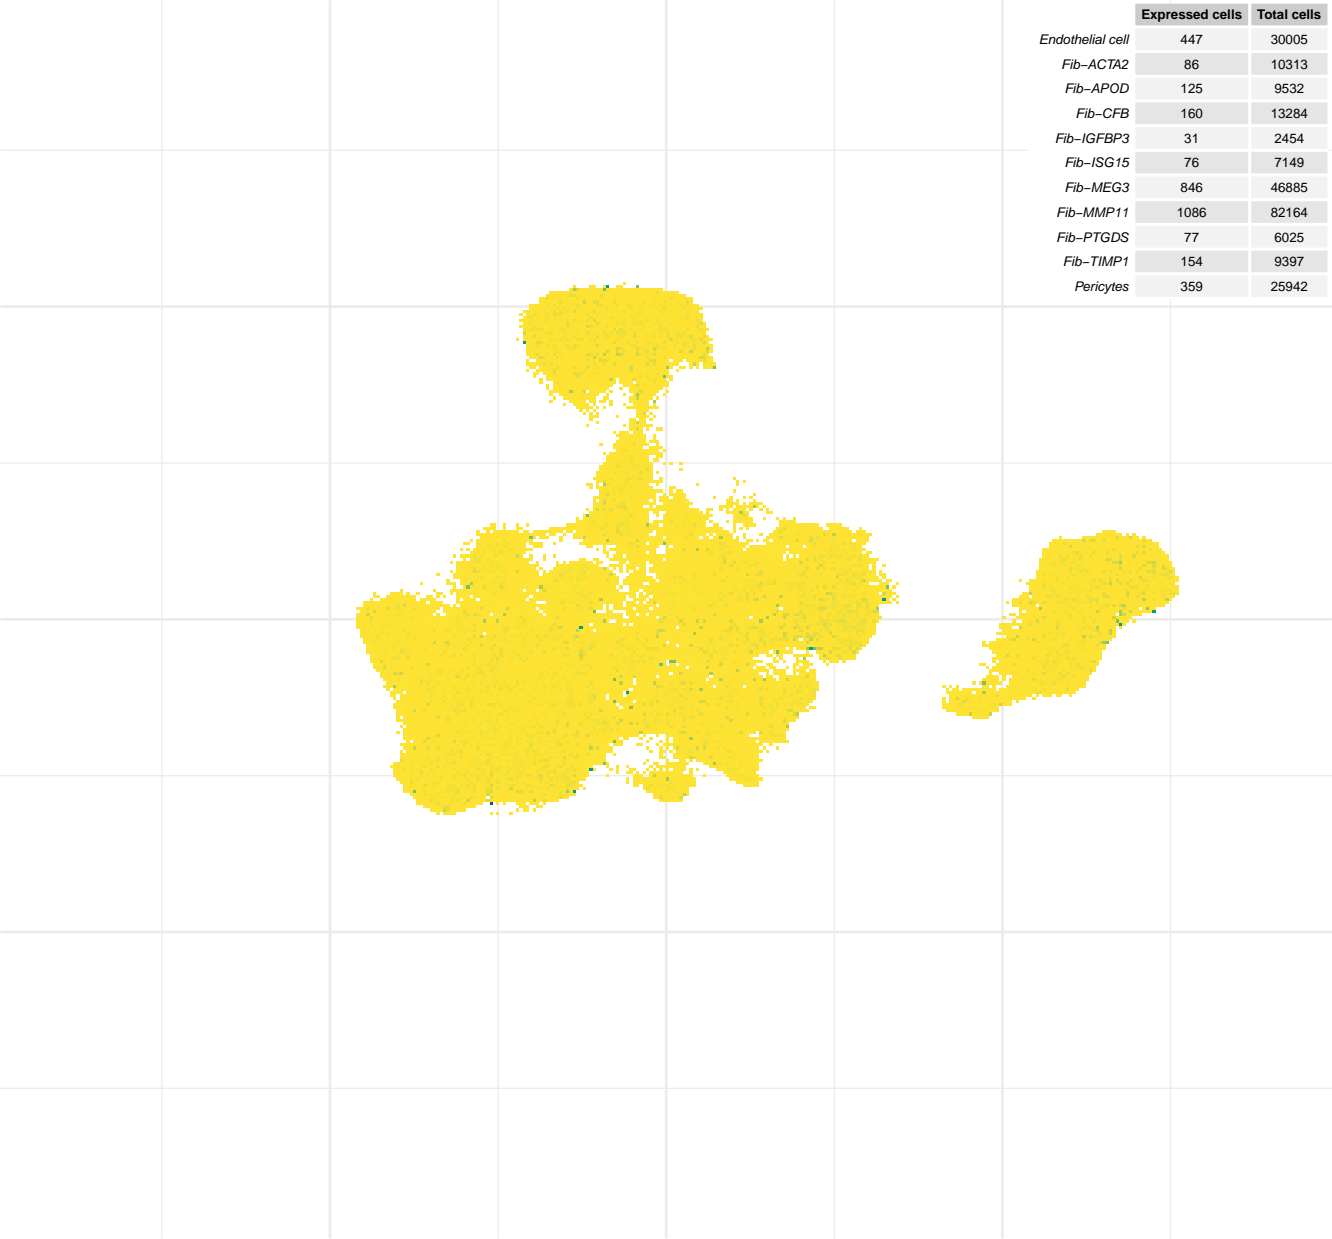 Expressed cells Total cells
Endothelial cell 447 30005
Fib−ACTA2 86 10313
Fib−APOD 125 9532
Fib−CFB 160 13284
Fib−IGFBP3 31 2454
Fib−ISG15 76 7149
Fib−MEG3 846 46885
Fib−MMP11 1086 82164
Fib−PTGDS 77 6025
Fib−TIMP1 154 9397
Pericytes 359 25942